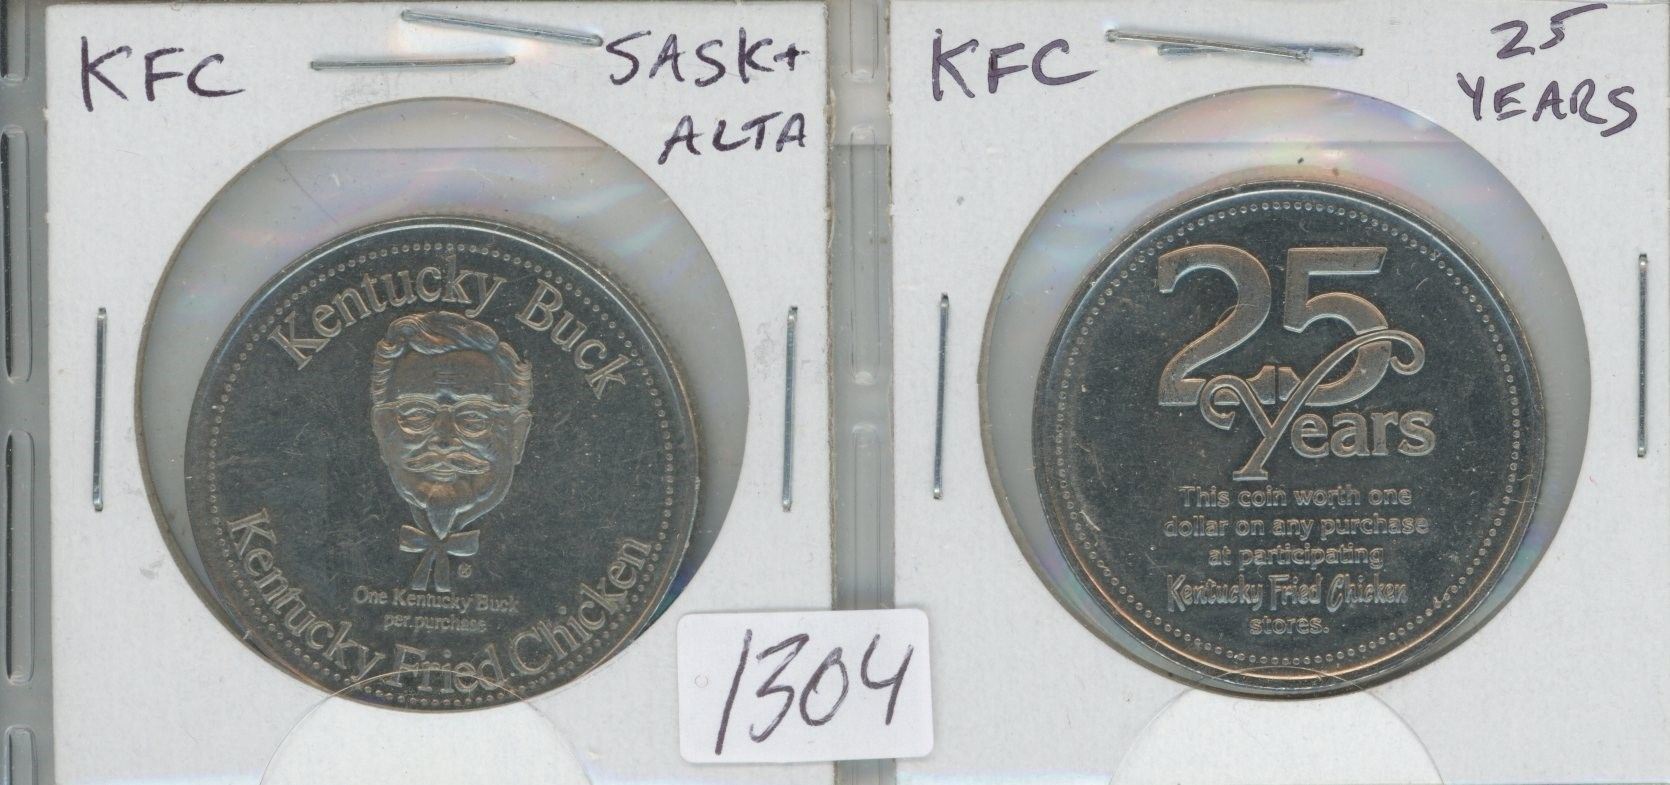 KFC
SASK+
ALTA
Kentucky Buck
One Kentucky Buck
per purchase
Kentucky Fried Chicken
KFC
25
YEARS
25
Years
This coin worth one
dollar on any purchase
at participating
Kentucky Fried Chicken
stores.
1304